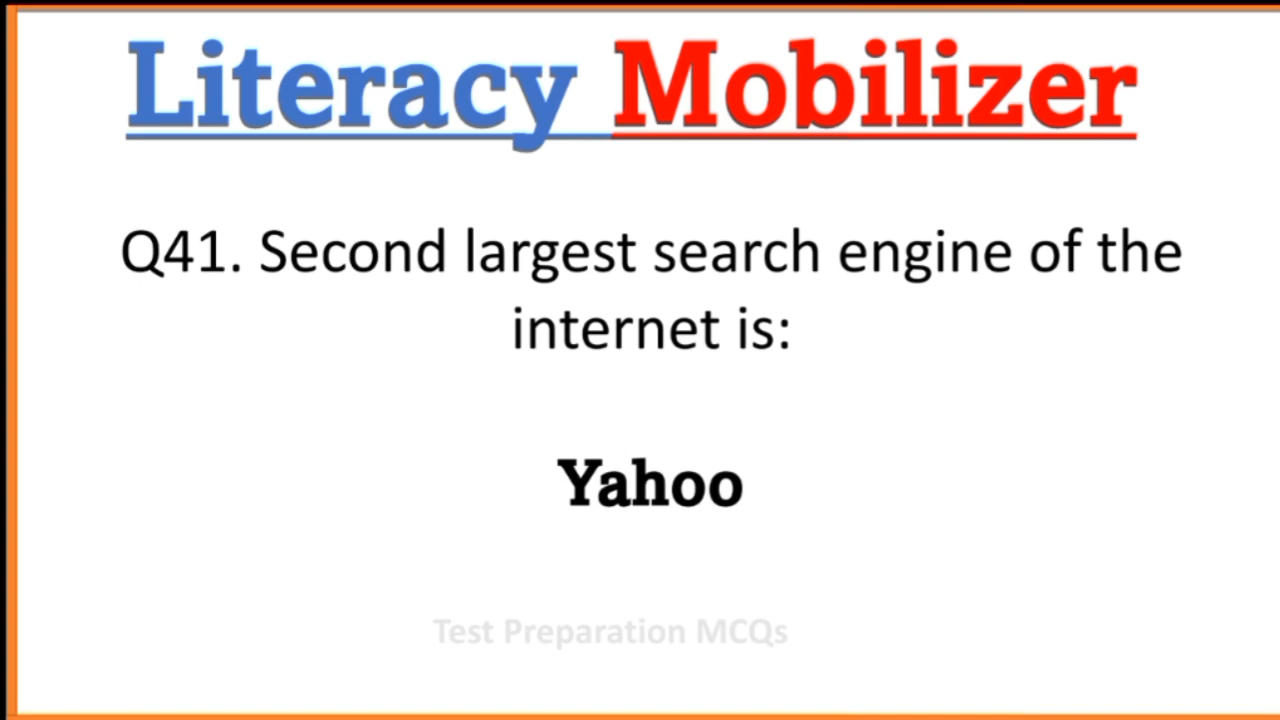 Literacy Mobilizer
Q41. Second largest search engine of the
internet is:
Yahoo
Test Preparation MCQs